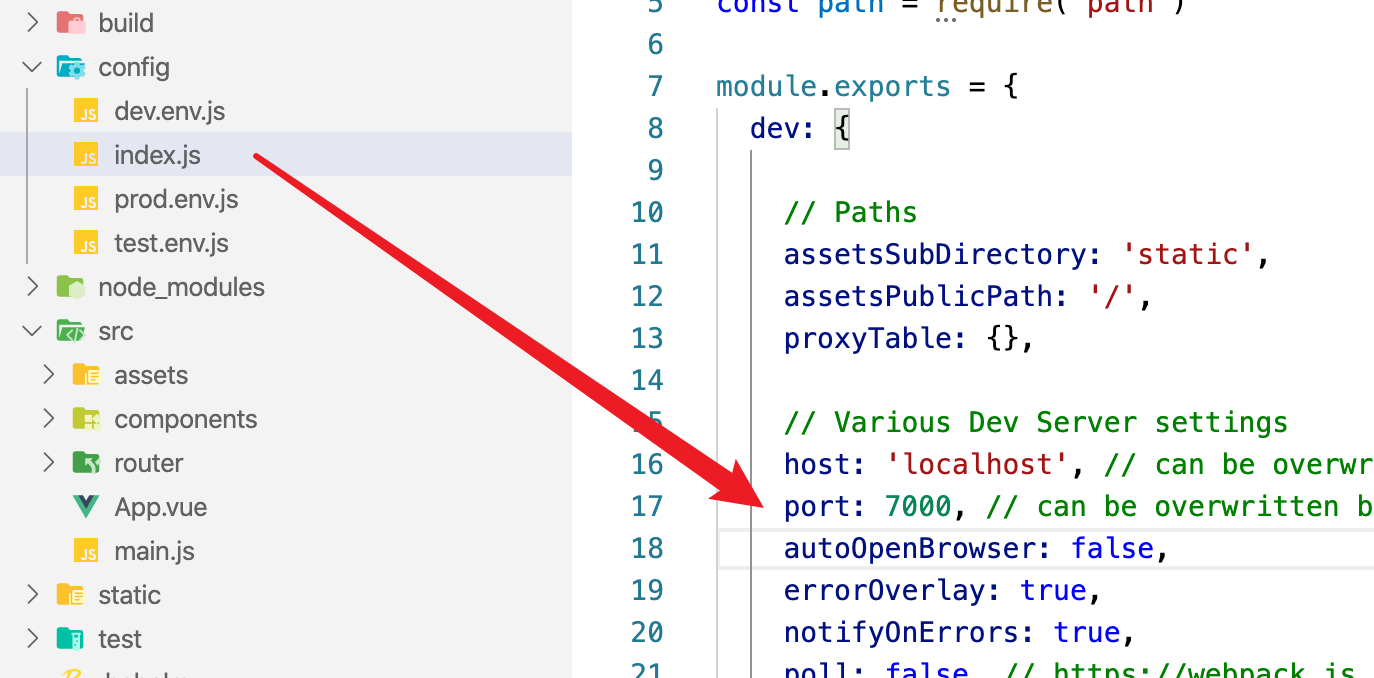 build
config
dev.env.js
index.js
prod.env.js
test.env.js
node_modules
src
assets
components
router
App.vue
main.js
static
test
5 const path = require('path')
6
7 module.exports = {
8 dev: {
9
10 // Paths
11 assetsSubDirectory: 'static',
12 assetsPublicPath: '/',
13 proxyTable: {},
14
15 // Various Dev Server settings
16 host: 'localhost', // can be overwr
17 port: 7000, // can be overwritten b
18 autoOpenBrowser: false,
19 errorOverlay: true,
20 notifyOnErrors: true,
21 poll: false, // https://webpack.js